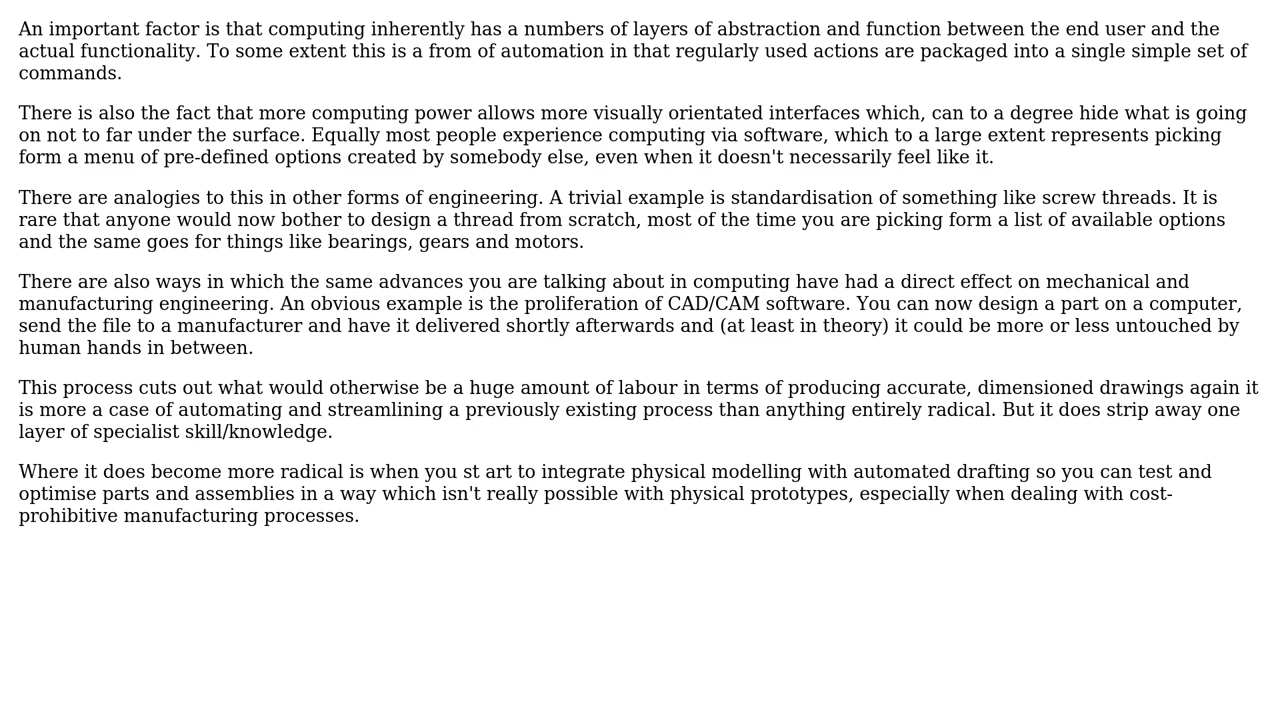 An important factor is that computing inherently has a numbers of layers of abstraction and function between the end user and the
actual functionality. To some extent this is a from of automation in that regularly used actions are packaged into a single simple set of
commands.
There is also the fact that more computing power allows more visually orientated interfaces which, can to a degree hide what is going
on not to far under the surface. Equally most people experience computing via software, which to a large extent represents picking
form a menu of pre-defined options created by somebody else, even when it doesn't necessarily feel like it.
There are analogies to this in other forms of engineering. A trivial example is standardisation of something like screw threads. It is
rare that anyone would now bother to design a thread from scratch, most of the time you are picking form a list of available options
and the same goes for things like bearings, gears and motors.
There are also ways in which the same advances you are talking about in computing have had a direct effect on mechanical and
manufacturing engineering. An obvious example is the proliferation of CAD/CAM software. You can now design a part on a computer,
send the file to a manufacturer and have it delivered shortly afterwards and (at least in theory) it could be more or less untouched by
human hands in between.
This process cuts out what would otherwise be a huge amount of labour in terms of producing accurate, dimensioned drawings again it
is more a case of automating and streamlining a previously existing process than anything entirely radical. But it does strip away one
layer of specialist skill/knowledge.
Where it does become more radical is when you st art to integrate physical modelling with automated drafting so you can test and
optimise parts and assemblies in a way which isn't really possible with physical prototypes, especially when dealing with cost-
prohibitive manufacturing processes.